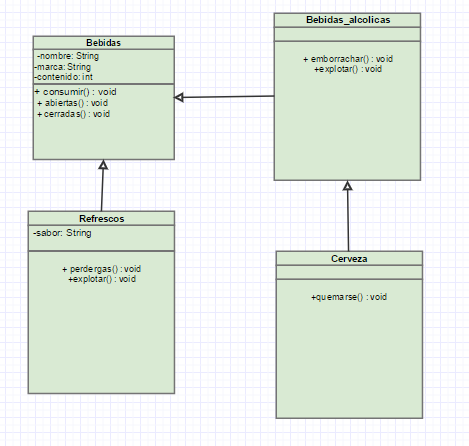 Bebidas
-nombre: String
-marca: String
-contenido: int
+ consumir() : void
+ abiertas() : void
+ cerradas() : void
Bebidas_alcolicas
+ emborrachar() : void
+explotar() : void
Refrescos
-sabor: String
+ perdergas() : void
+explotar() : void
Cerveza
+quemarse() : void